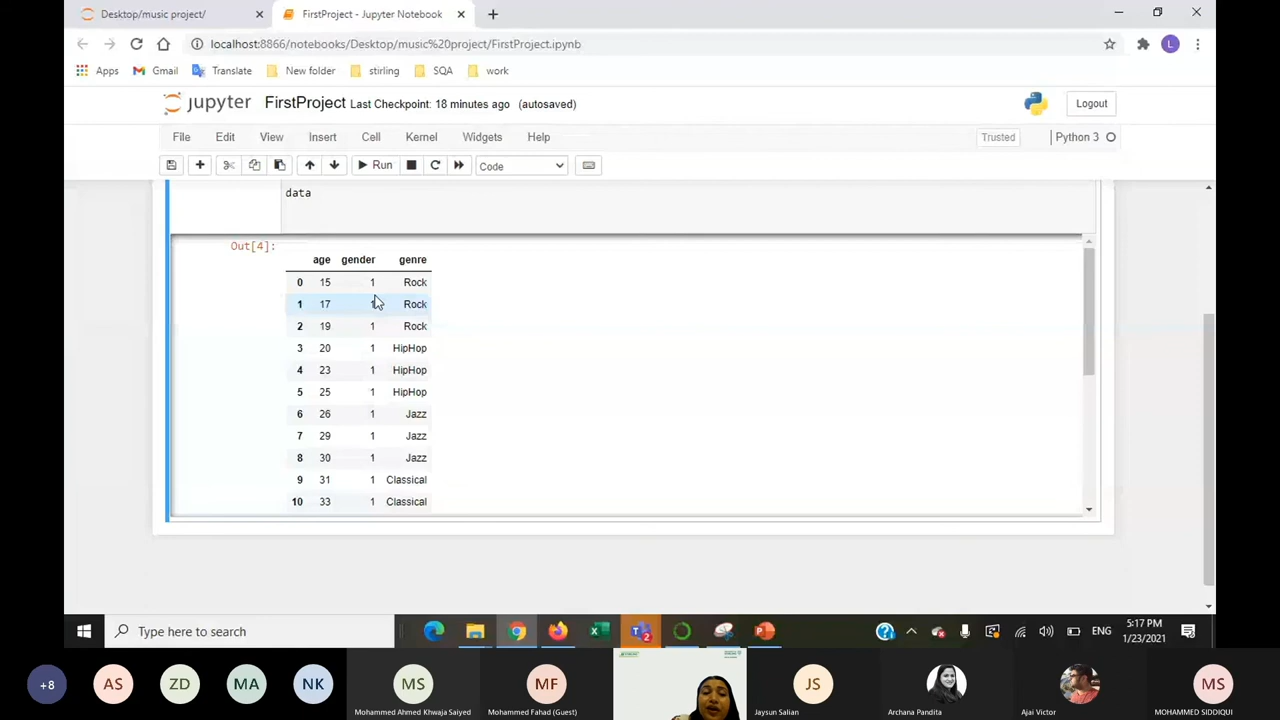 Desktop/music project/
FirstProject - Jupyter Notebook
localhost:8866/notebooks/Desktop/music%20project/FirstProject.ipynb
L
Apps Gmail Translate New folder stirling SQA work
jupyter FirstProject Last Checkpoint: 18 minutes ago (autosaved)
Logout
File Edit View Insert Cell Kernel Widgets Help
Trusted Python 3
Run Code
data
Out[4]:
age gender genre
0 15 1 Rock
1 17 1 Rock
2 19 1 Rock
3 20 1 HipHop
4 23 1 HipHop
5 25 1 HipHop
6 26 1 Jazz
7 29 1 Jazz
8 30 1 Jazz
9 31 1 Classical
10 33 1 Classical
Type here to search
2
ENG
5:17 PM
1/23/2021
+8 AS ZD MA NK MS MF JS MS
Mohammed Ahmed Khwaja Saiyed
Mohammed Fahad (Guest)
Jaysun Salian
Archana Pandita
Ajai Victor
MOHAMMED SIDDIQUI